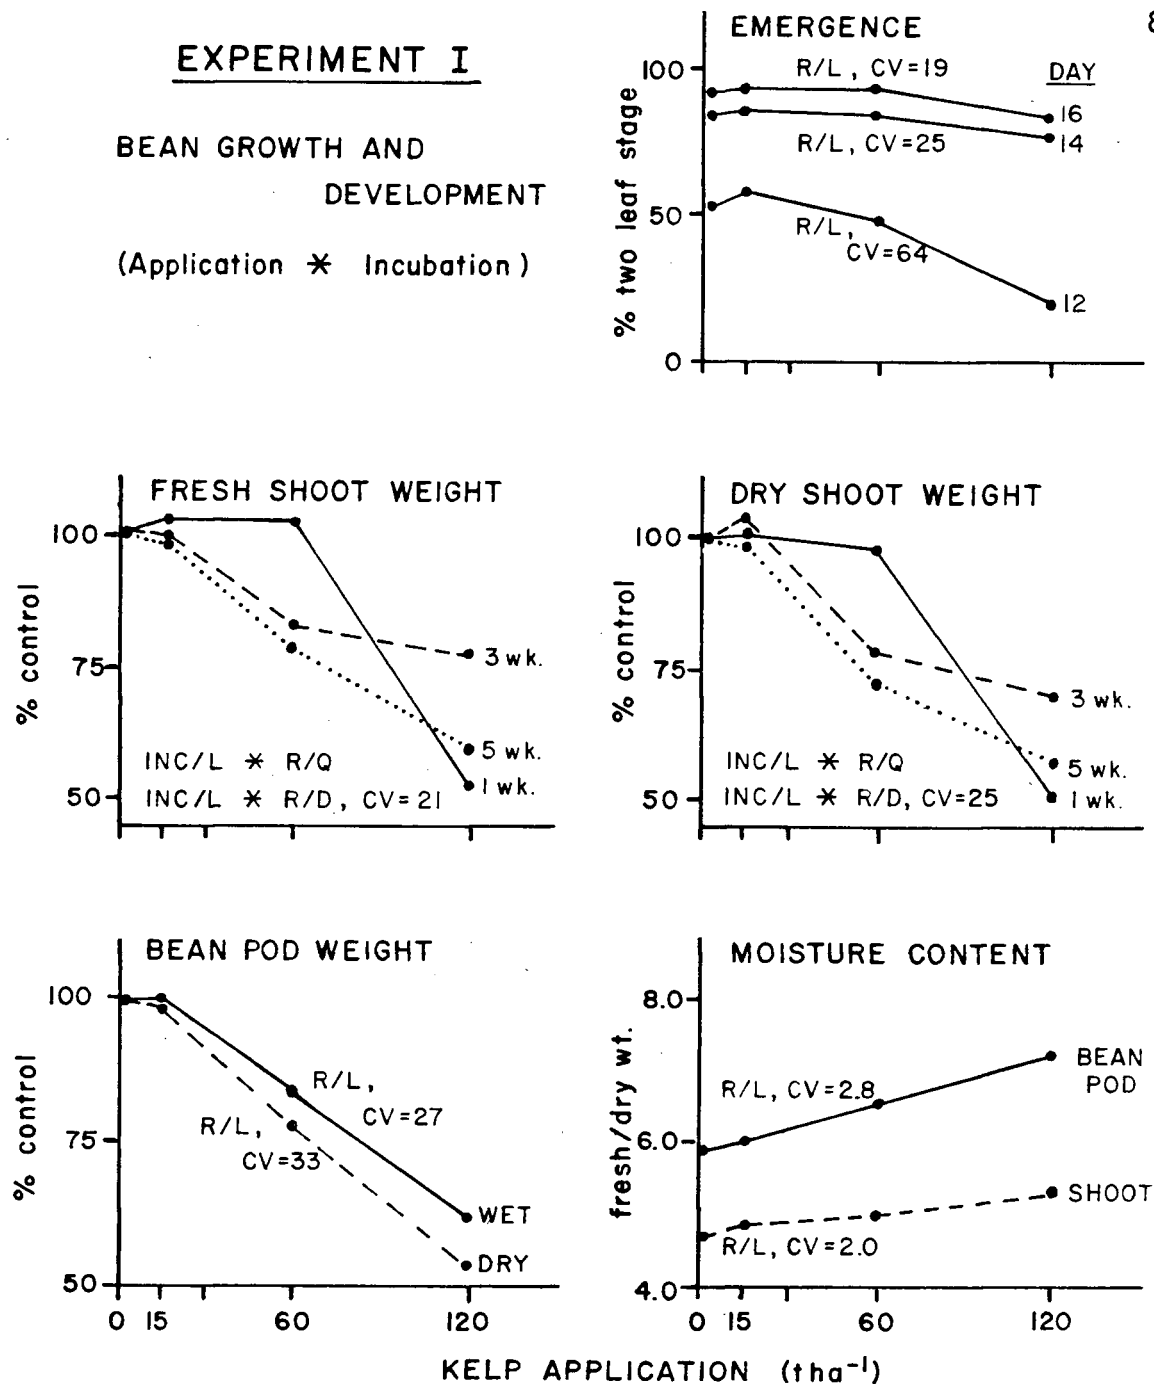 EXPERIMENT I
BEAN GROWTH AND
DEVELOPMENT
(Application * Incubation)
EMERGENCE
% two leaf stage
100
50
0
R/L, CV=19
R/L, CV=25
R/L,
CV=64
DAY
16
14
12
FRESH SHOOT WEIGHT
% control
100
75
50
3 wk.
5 wk.
1 wk.
INC/L * R/Q
INC/L * R/D, CV=21
DRY SHOOT WEIGHT
% control
100
75
50
3 wk.
5 wk.
1 wk.
INC/L * R/Q
INC/L * R/D, CV=25
BEAN POD WEIGHT
% control
100
75
50
R/L,
CV=27
R/L,
CV=33
WET
DRY
0 15 60 120
MOISTURE CONTENT
fresh/dry wt.
8.0
6.0
4.0
R/L, CV=2.8
BEAN
POD
SHOOT
R/L, CV=2.0
0 15 60 120
KELP APPLICATION (tha⁻¹)